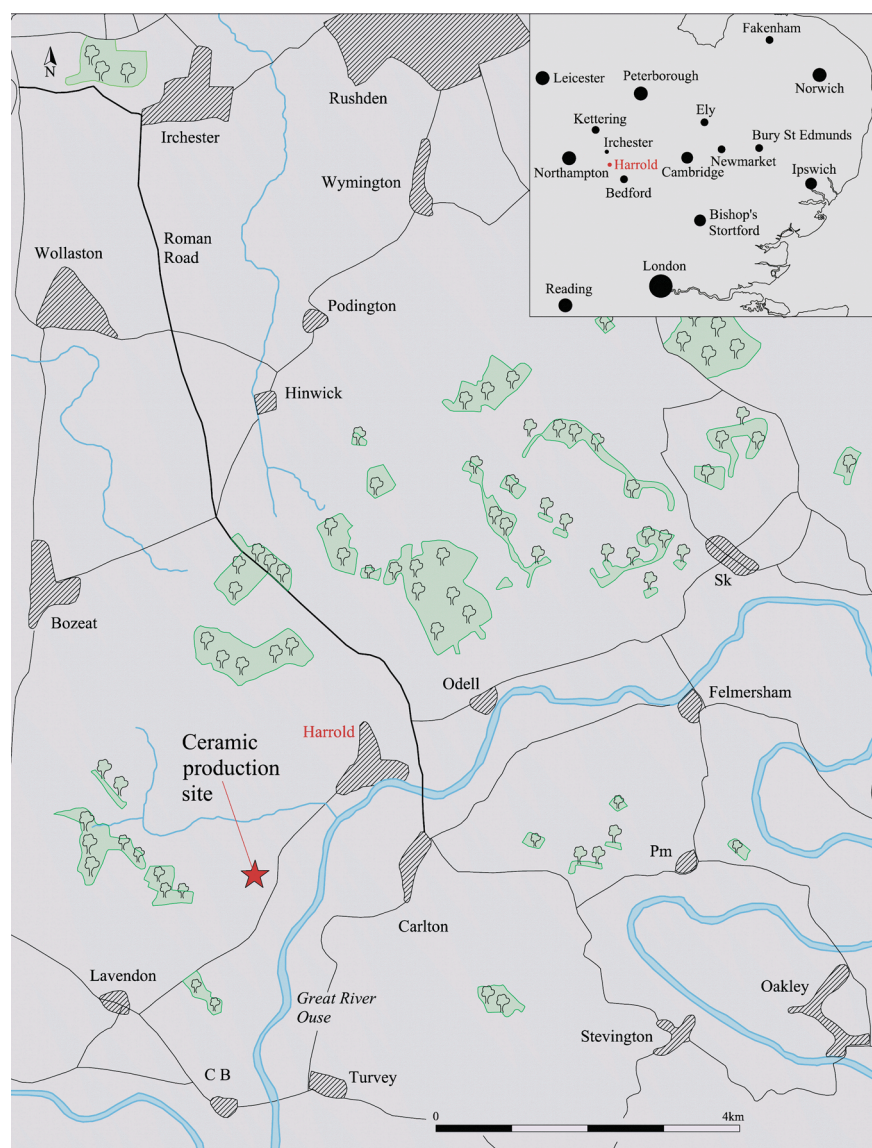 N
Irchester
Rushden
Wymington
Roman
Road
Wollaston
Podington
Hinwick
Fakenham
Leicester
Peterborough
Norwich
Kettering
Ely
Irchester
Bury St Edmunds
Harrold
Northampton
Cambridge
Newmarket
Ipswich
Bedford
Bishop's
Stortford
London
Reading
Sk
Bozeat
Odell
Felmersham
Harrold
Ceramic
production
site
Pm
Carlton
Lavendon
Great River
Ouse
Oakley
Stevington
C B
Turvey
0
4km